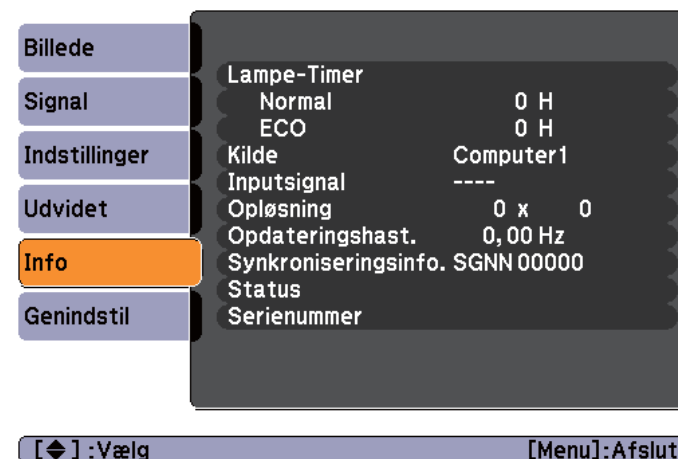 Billede
Signal
Indstillinger
Udvidet
Info
Genindstil
Lampe-Timer
Normal 0 H
ECO 0 H
Kilde Computer1
Inputsignal ----
Opløsning 0 x 0
Opdateringshast. 0,00 Hz
Synkroniseringsinfo. SGNN 00000
Status
Serienummer
[◆] :Vælg [Menu]:Afslut